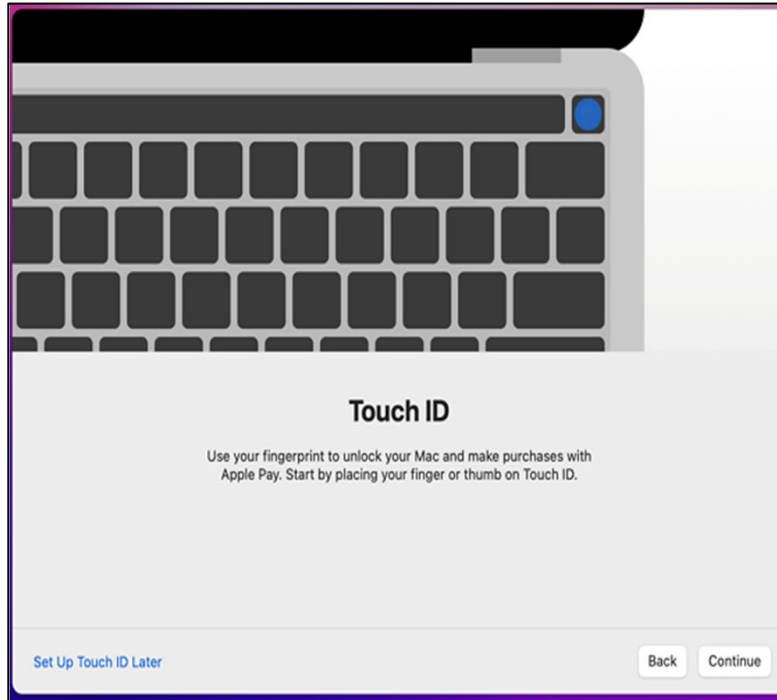 Touch ID
Use your fingerprint to unlock your Mac and make purchases with
Apple Pay. Start by placing your finger or thumb on Touch ID.
Set Up Touch ID Later
Back
Continue